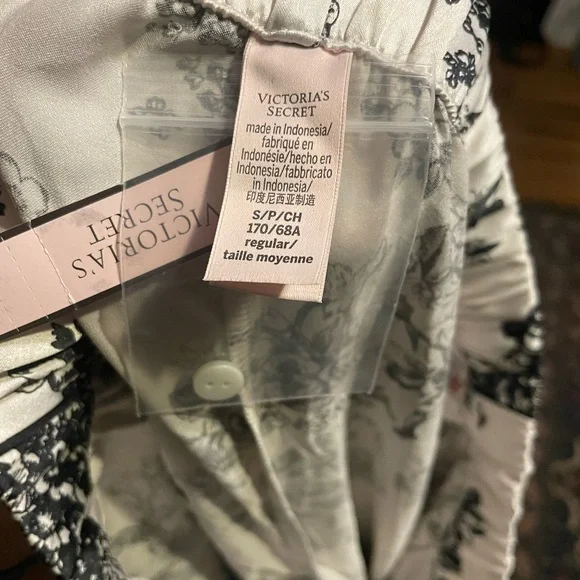 VICTORIA'S
SECRET
made in Indonesia/
fabriqué en
Indonésie/hecho en
Indonesia/fabbricato
in Indonesia/
印度尼西亚制造
S/P/CH
170/68A
regular/
taille moyenne
VICTORIA'S
SECRET